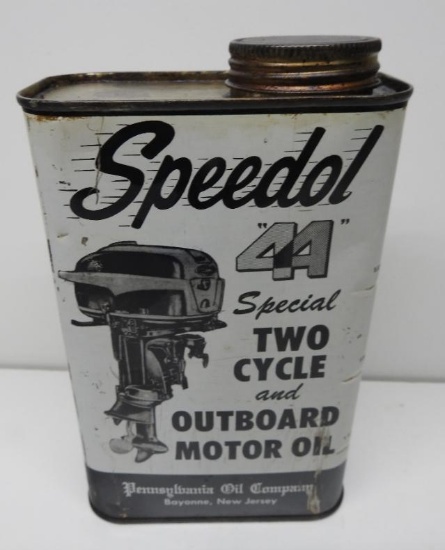 Speedol
"44"
Special
TWO
CYCLE
and
OUTBOARD
MOTOR OIL
Pennsylvania Oil Company
Bayonne, New Jersey